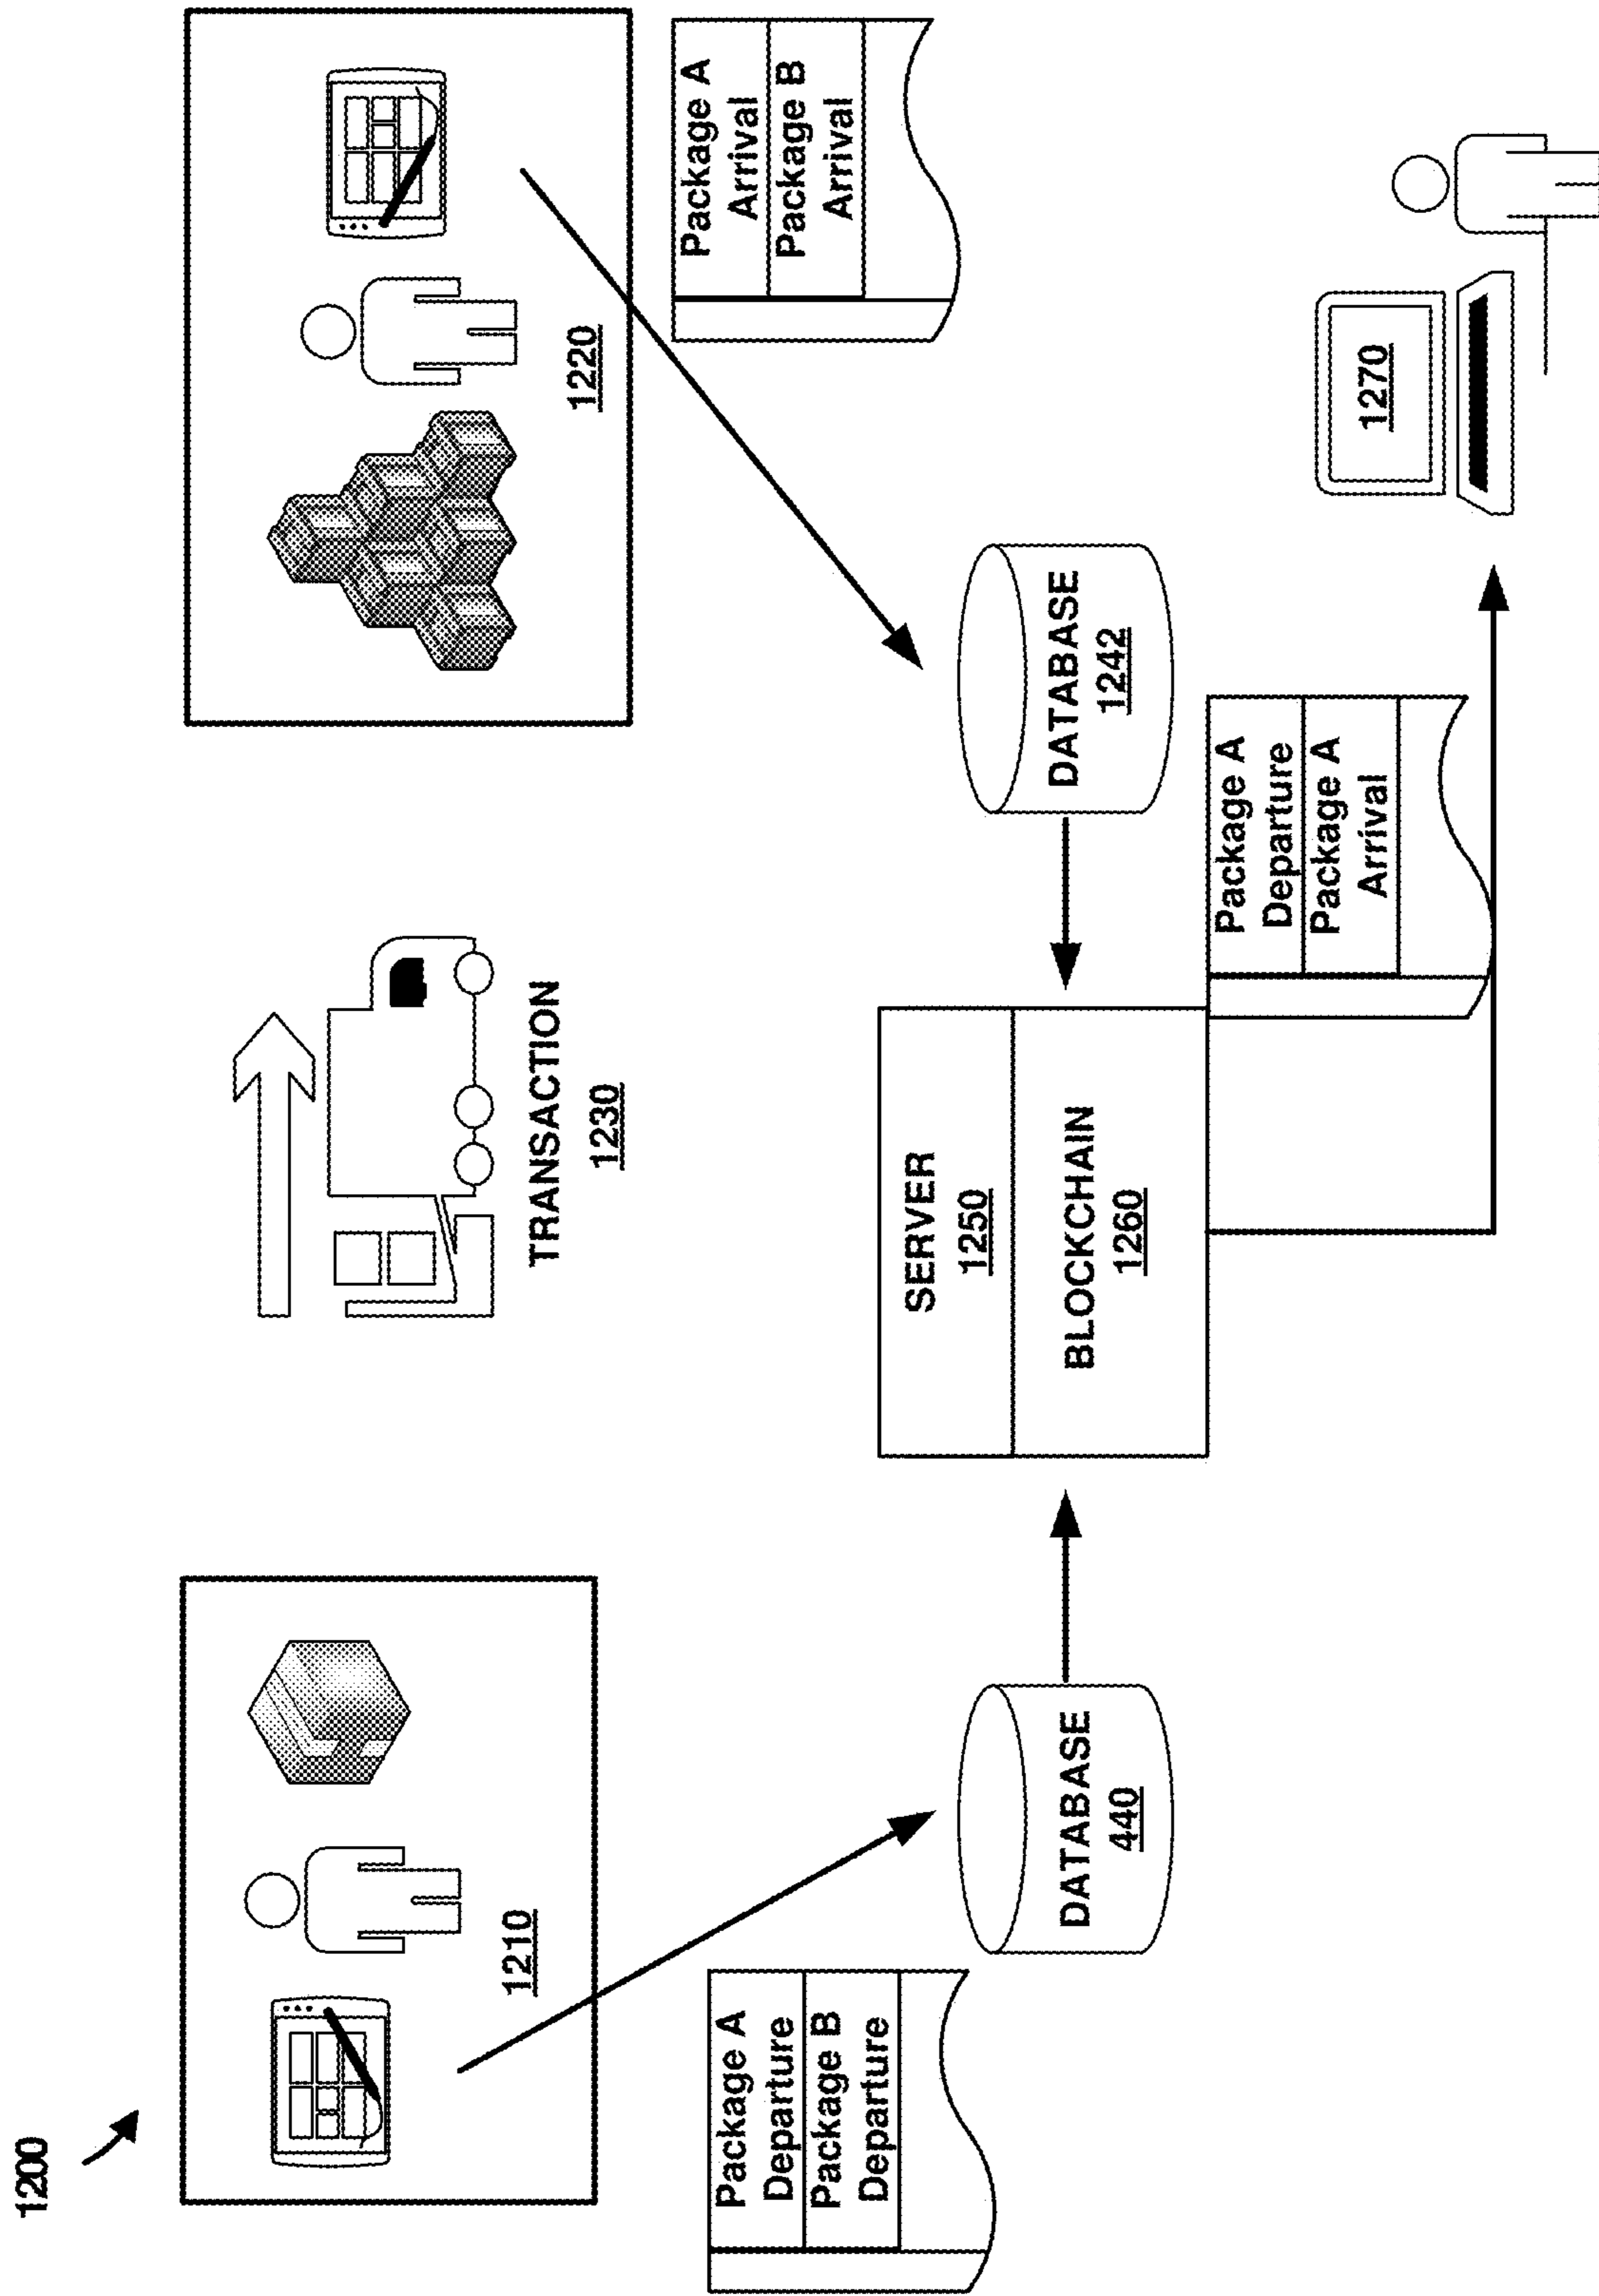 1200
1210
TRANSACTION
1230
1220
Package A
Departure
Package B
Departure
Package A
Arrival
Package B
Arrival
DATABASE
440
SERVER
1250
BLOCKCHAIN
1260
DATABASE
1242
Package A
Departure
Package A
Arrival
1270